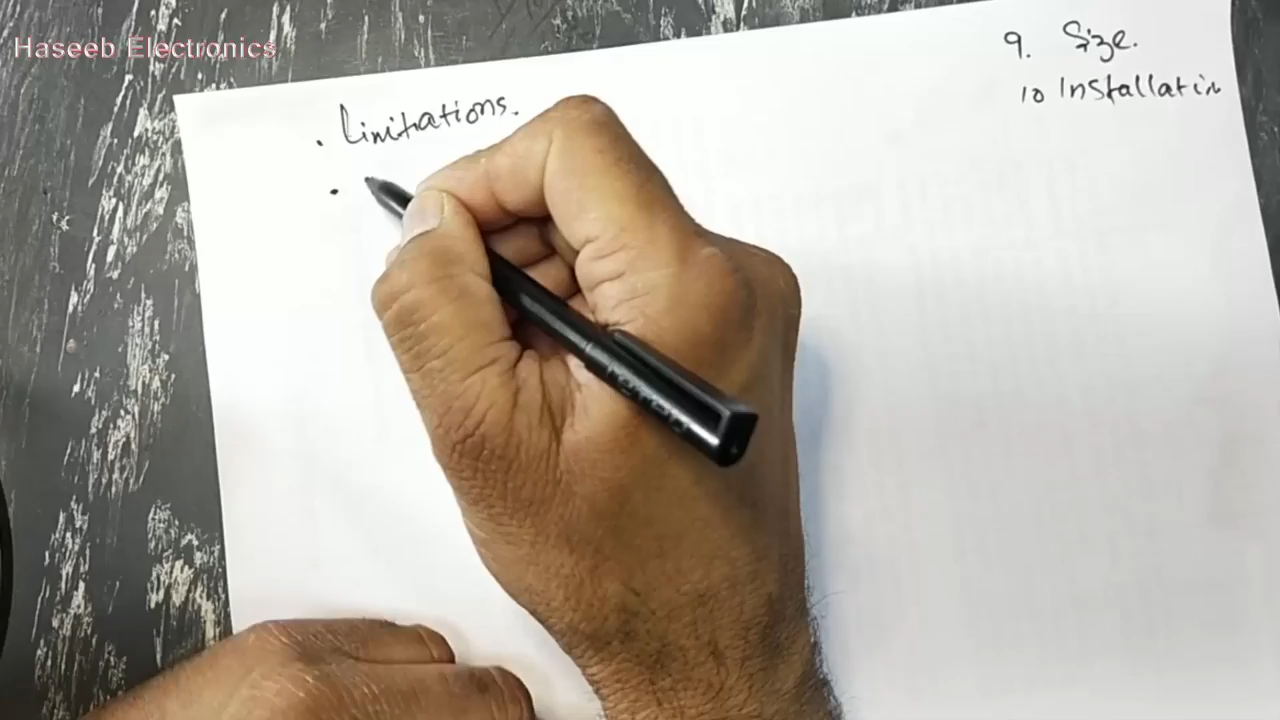 Haseeb Electronics
9. Size.
10 Installatin
. Limitations.
.